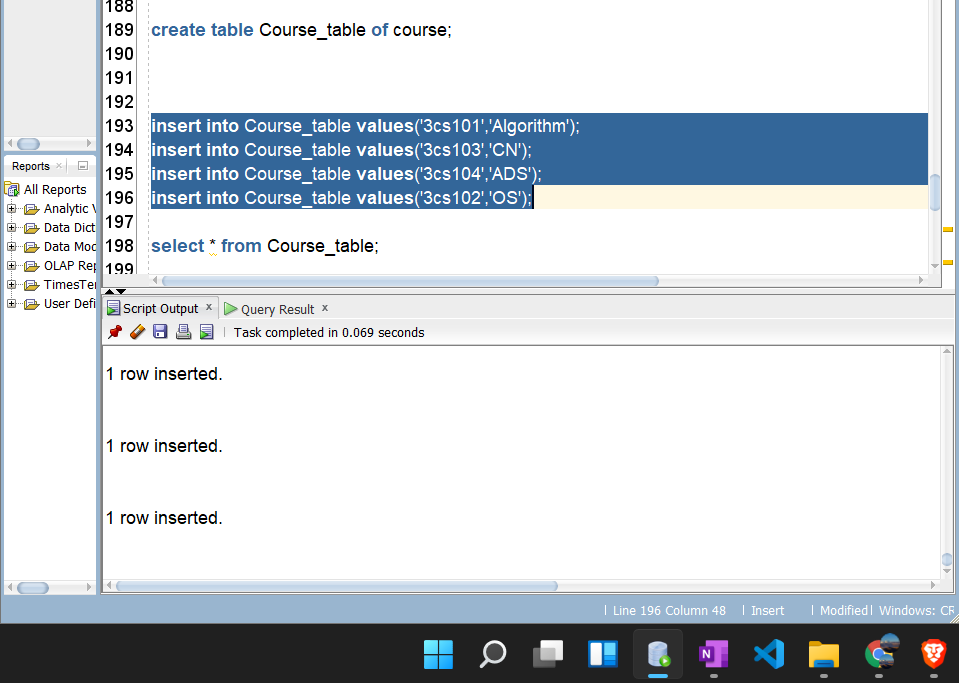 188
189 create table Course_table of course;
190
191
192
193 insert into Course_table values('3cs101','Algorithm');
194 insert into Course_table values('3cs103','CN');
195 insert into Course_table values('3cs104','ADS');
196 insert into Course_table values('3cs102','OS');
197
198 select * from Course_table;
199
Reports
All Reports
Analytic V
Data Dict
Data Mod
OLAP Rep
TimesTen
User Defi
Script Output x Query Result x
Task completed in 0.069 seconds
1 row inserted.
1 row inserted.
1 row inserted.
Line 196 Column 48 Insert Modified Windows: CR
N